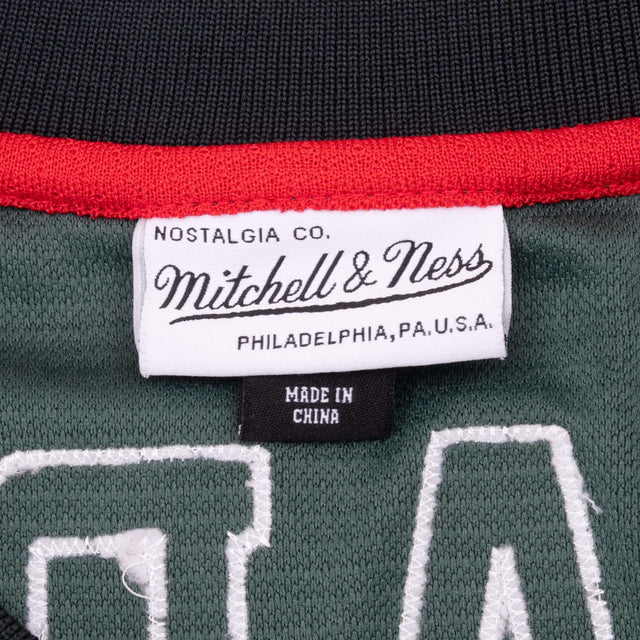 NOSTALGIA CO.
Mitchell & Ness
PHILADELPHIA, PA. U.S.A.
MADE IN
CHINA